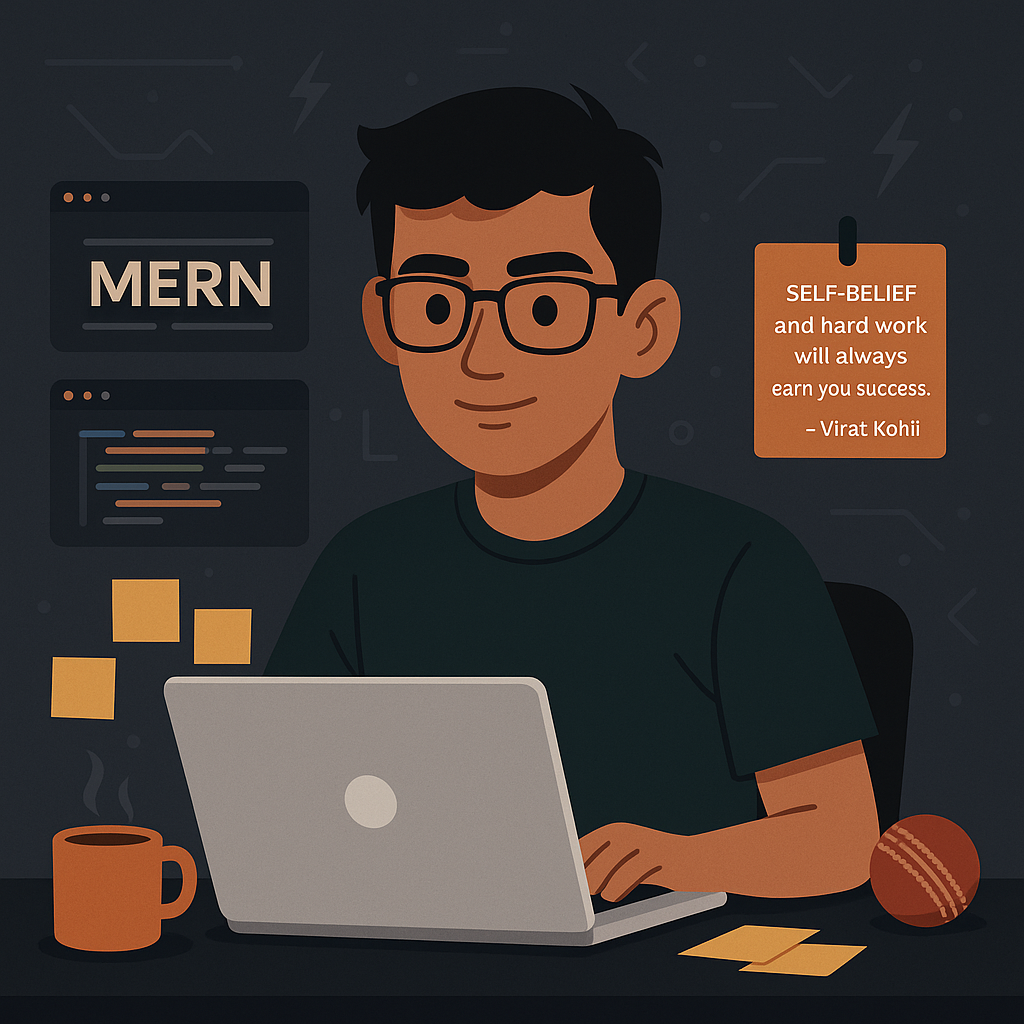 MERN
SELF-BELIEF
and hard work
will always
earn you success.
– Virat Kohii